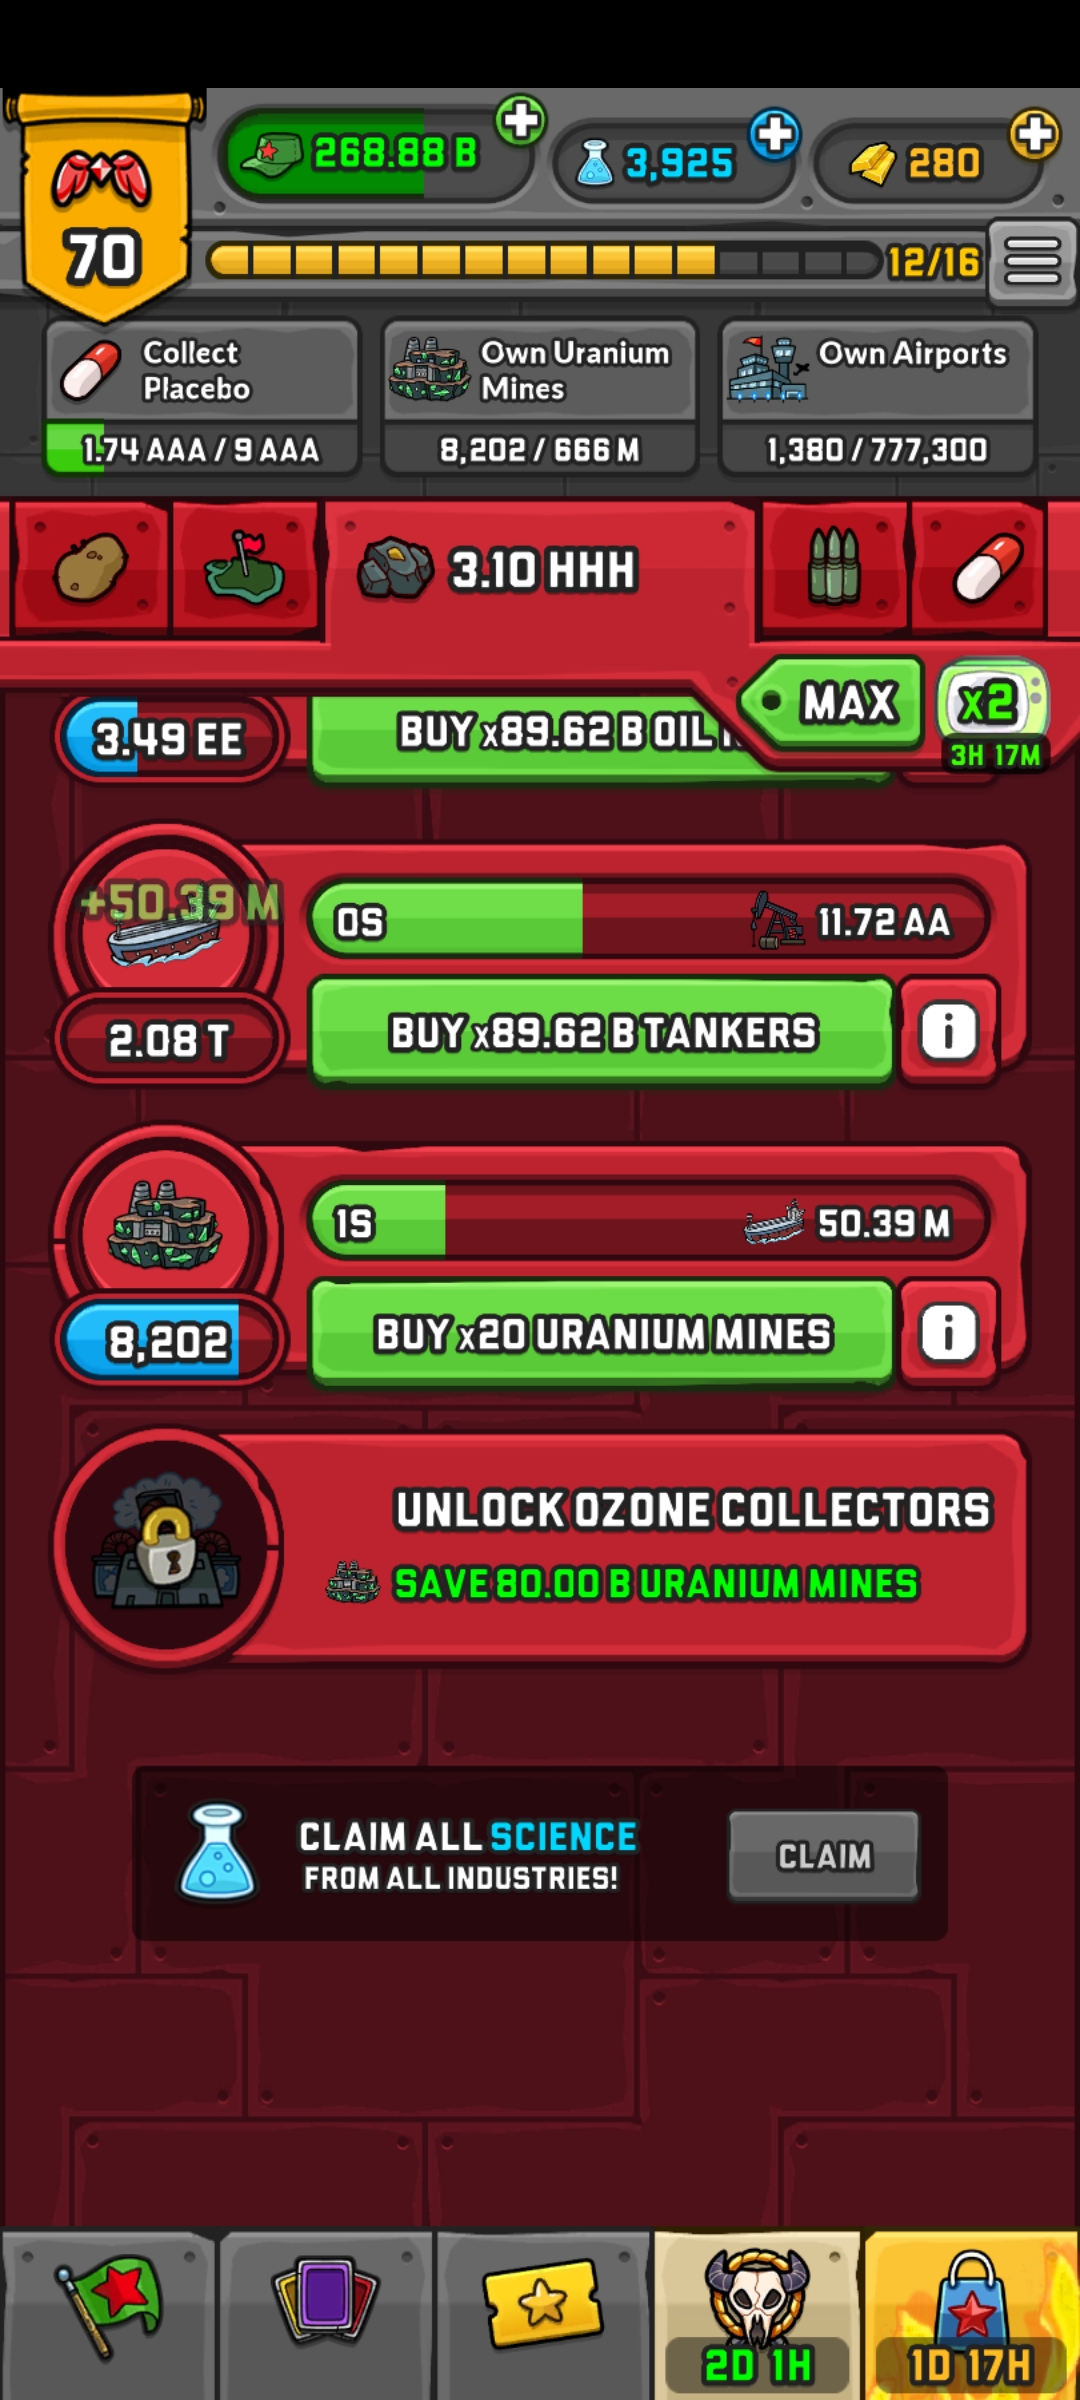 268.88 B
3,925
280
70
12/16
Collect
Placebo
1.74 AAA / 9 AAA
Own Uranium
Mines
8,202 / 666 M
Own Airports
1,380 / 777,300
3.10 HHH
MAX
x2
3H 17M
3.49 EE
BUY x89.62 B OIL
+50.39 M
0S
11.72 AA
2.08 T
BUY x89.62 B TANKERS
i
1S
50.39 M
8,202
BUY x20 URANIUM MINES
i
UNLOCK OZONE COLLECTORS
SAVE 80.00 B URANIUM MINES
CLAIM ALL SCIENCE
FROM ALL INDUSTRIES!
CLAIM
2D 1H
1D 17H